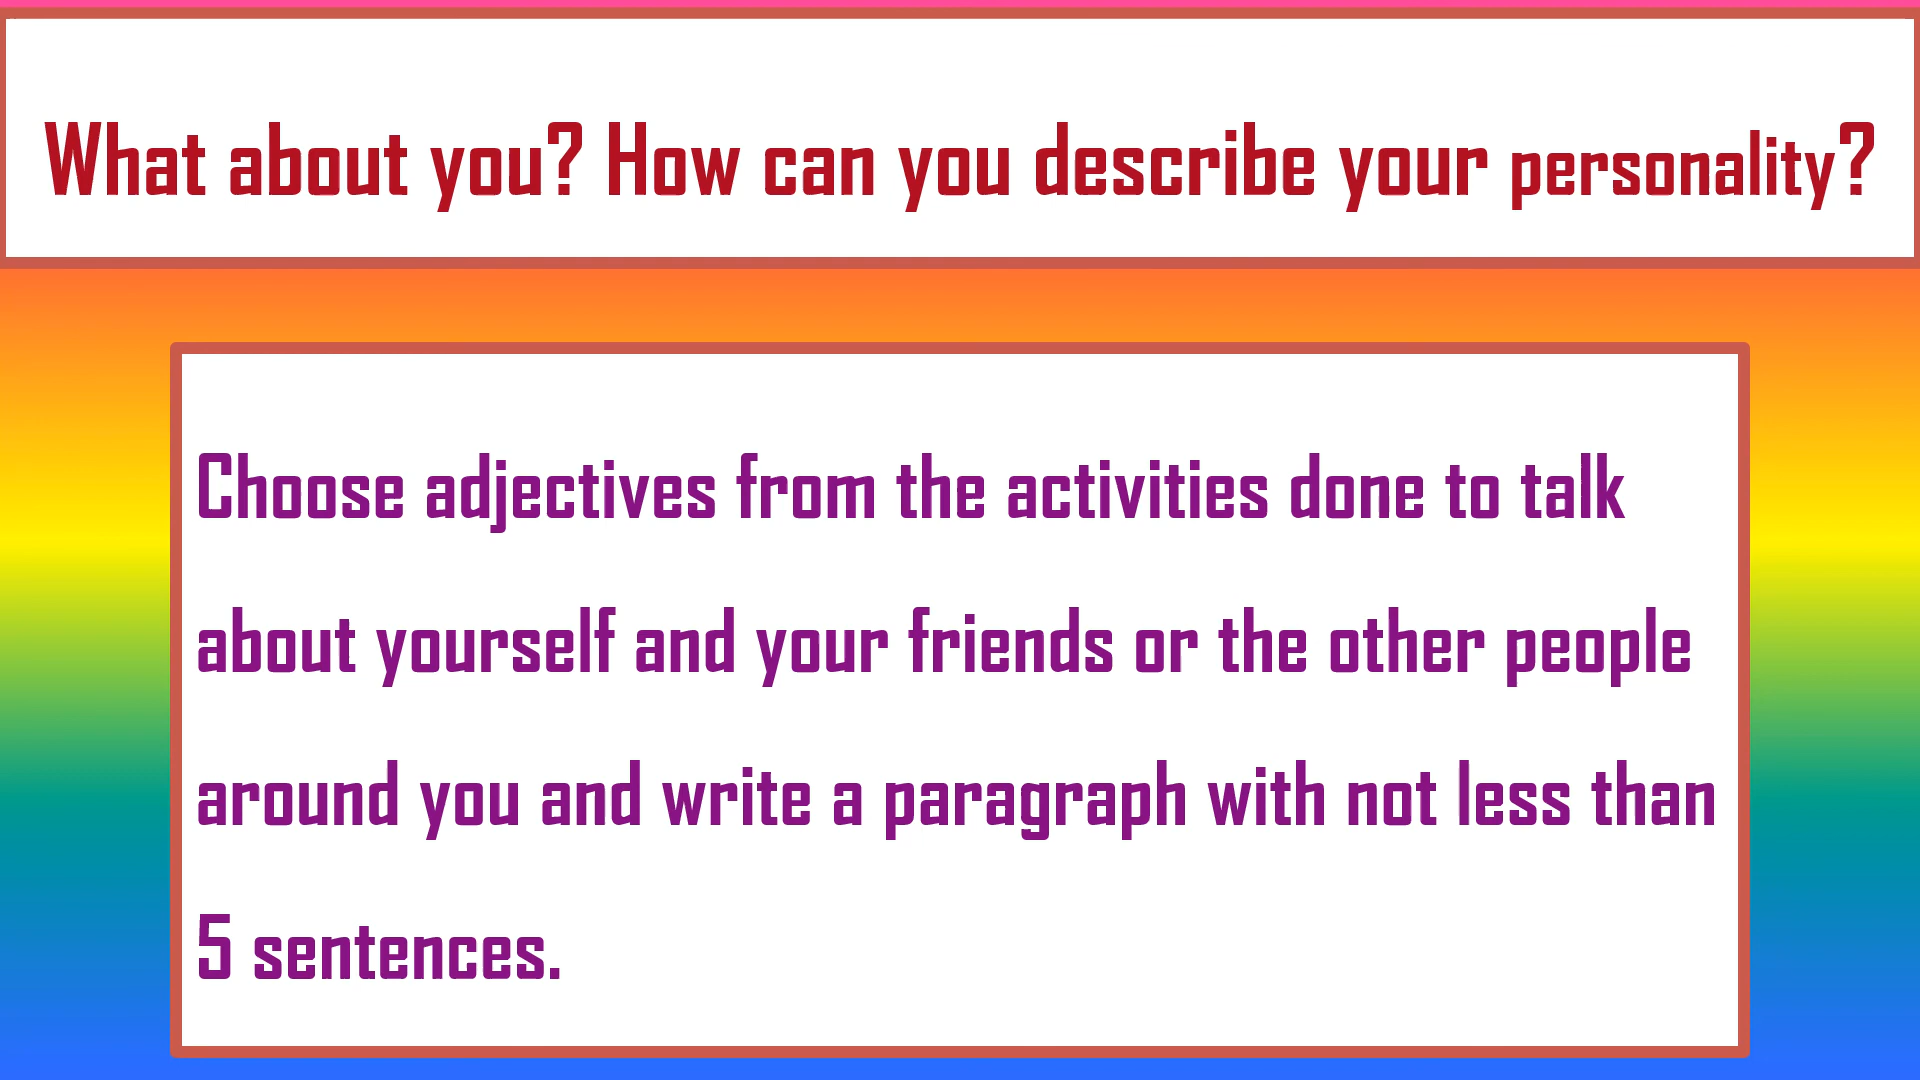 What about you? How can you describe your personality?
Choose adjectives from the activities done to talk
about yourself and your friends or the other people
around you and write a paragraph with not less than
5 sentences.